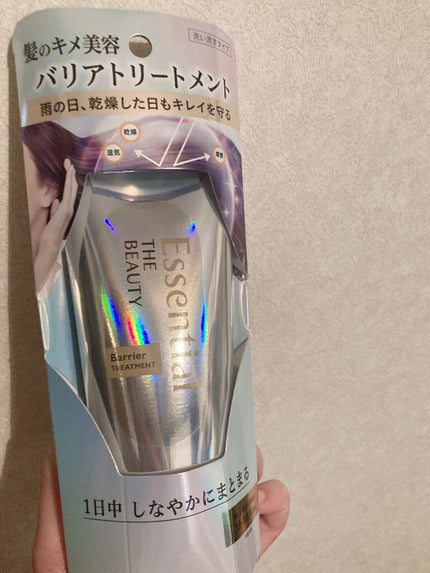 髪のキメ美容
洗い流すタイプ
バリアトリートメント
雨の日、乾燥した日もキレイを守る
乾燥
湿気
摩擦
Essential
THE
BEAUTY
Barrier
TREATMENT
1日中 しなやかにまとまる